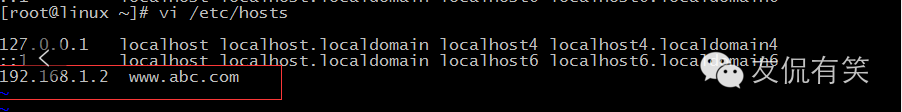 [root@linux ~]# vi /etc/hosts
127.0.0.1 localhost localhost.localdomain localhost4 localhost4.localdomain4
::1 localhost localhost.localdomain localhost6 localhost6.localdomain6
192.168.1.2 www.abc.com
~
~
友侃有笑